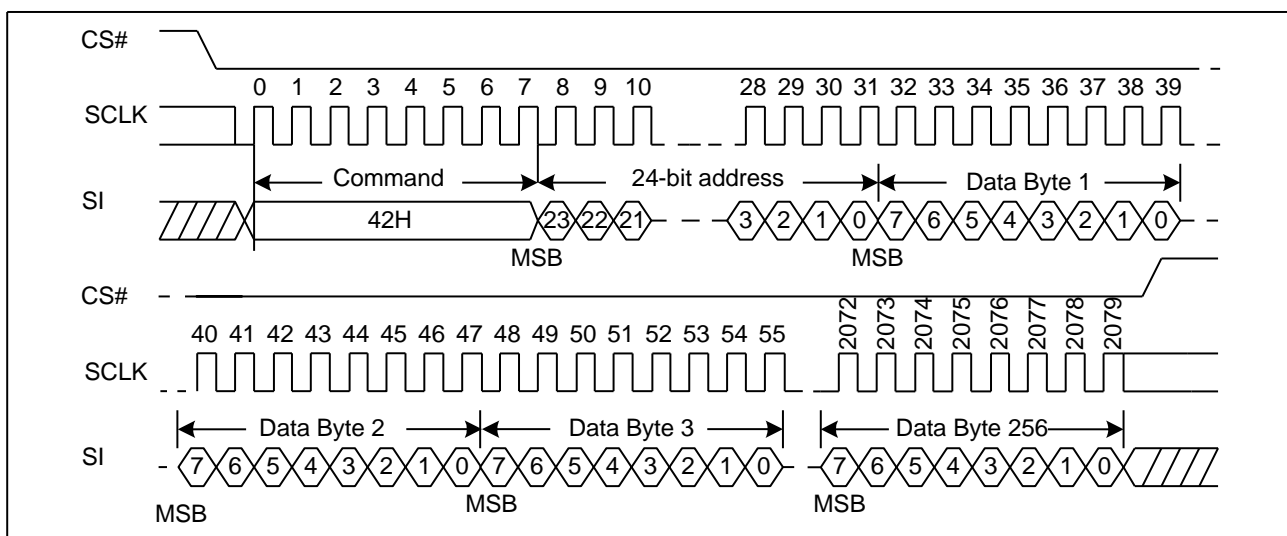 CS#
0 1 2 3 4 5 6 7 8 9 10 28 29 30 31 32 33 34 35 36 37 38 39
SCLK
Command 24-bit address Data Byte 1
SI
42H 23 22 21 3 2 1 0 7 6 5 4 3 2 1 0
MSB MSB
CS#
40 41 42 43 44 45 46 47 48 49 50 51 52 53 54 55 2072 2073 2074 2075 2076 2077 2078 2079
SCLK
Data Byte 2 Data Byte 3 Data Byte 256
SI
7 6 5 4 3 2 1 0 7 6 5 4 3 2 1 0 7 6 5 4 3 2 1 0
MSB MSB MSB